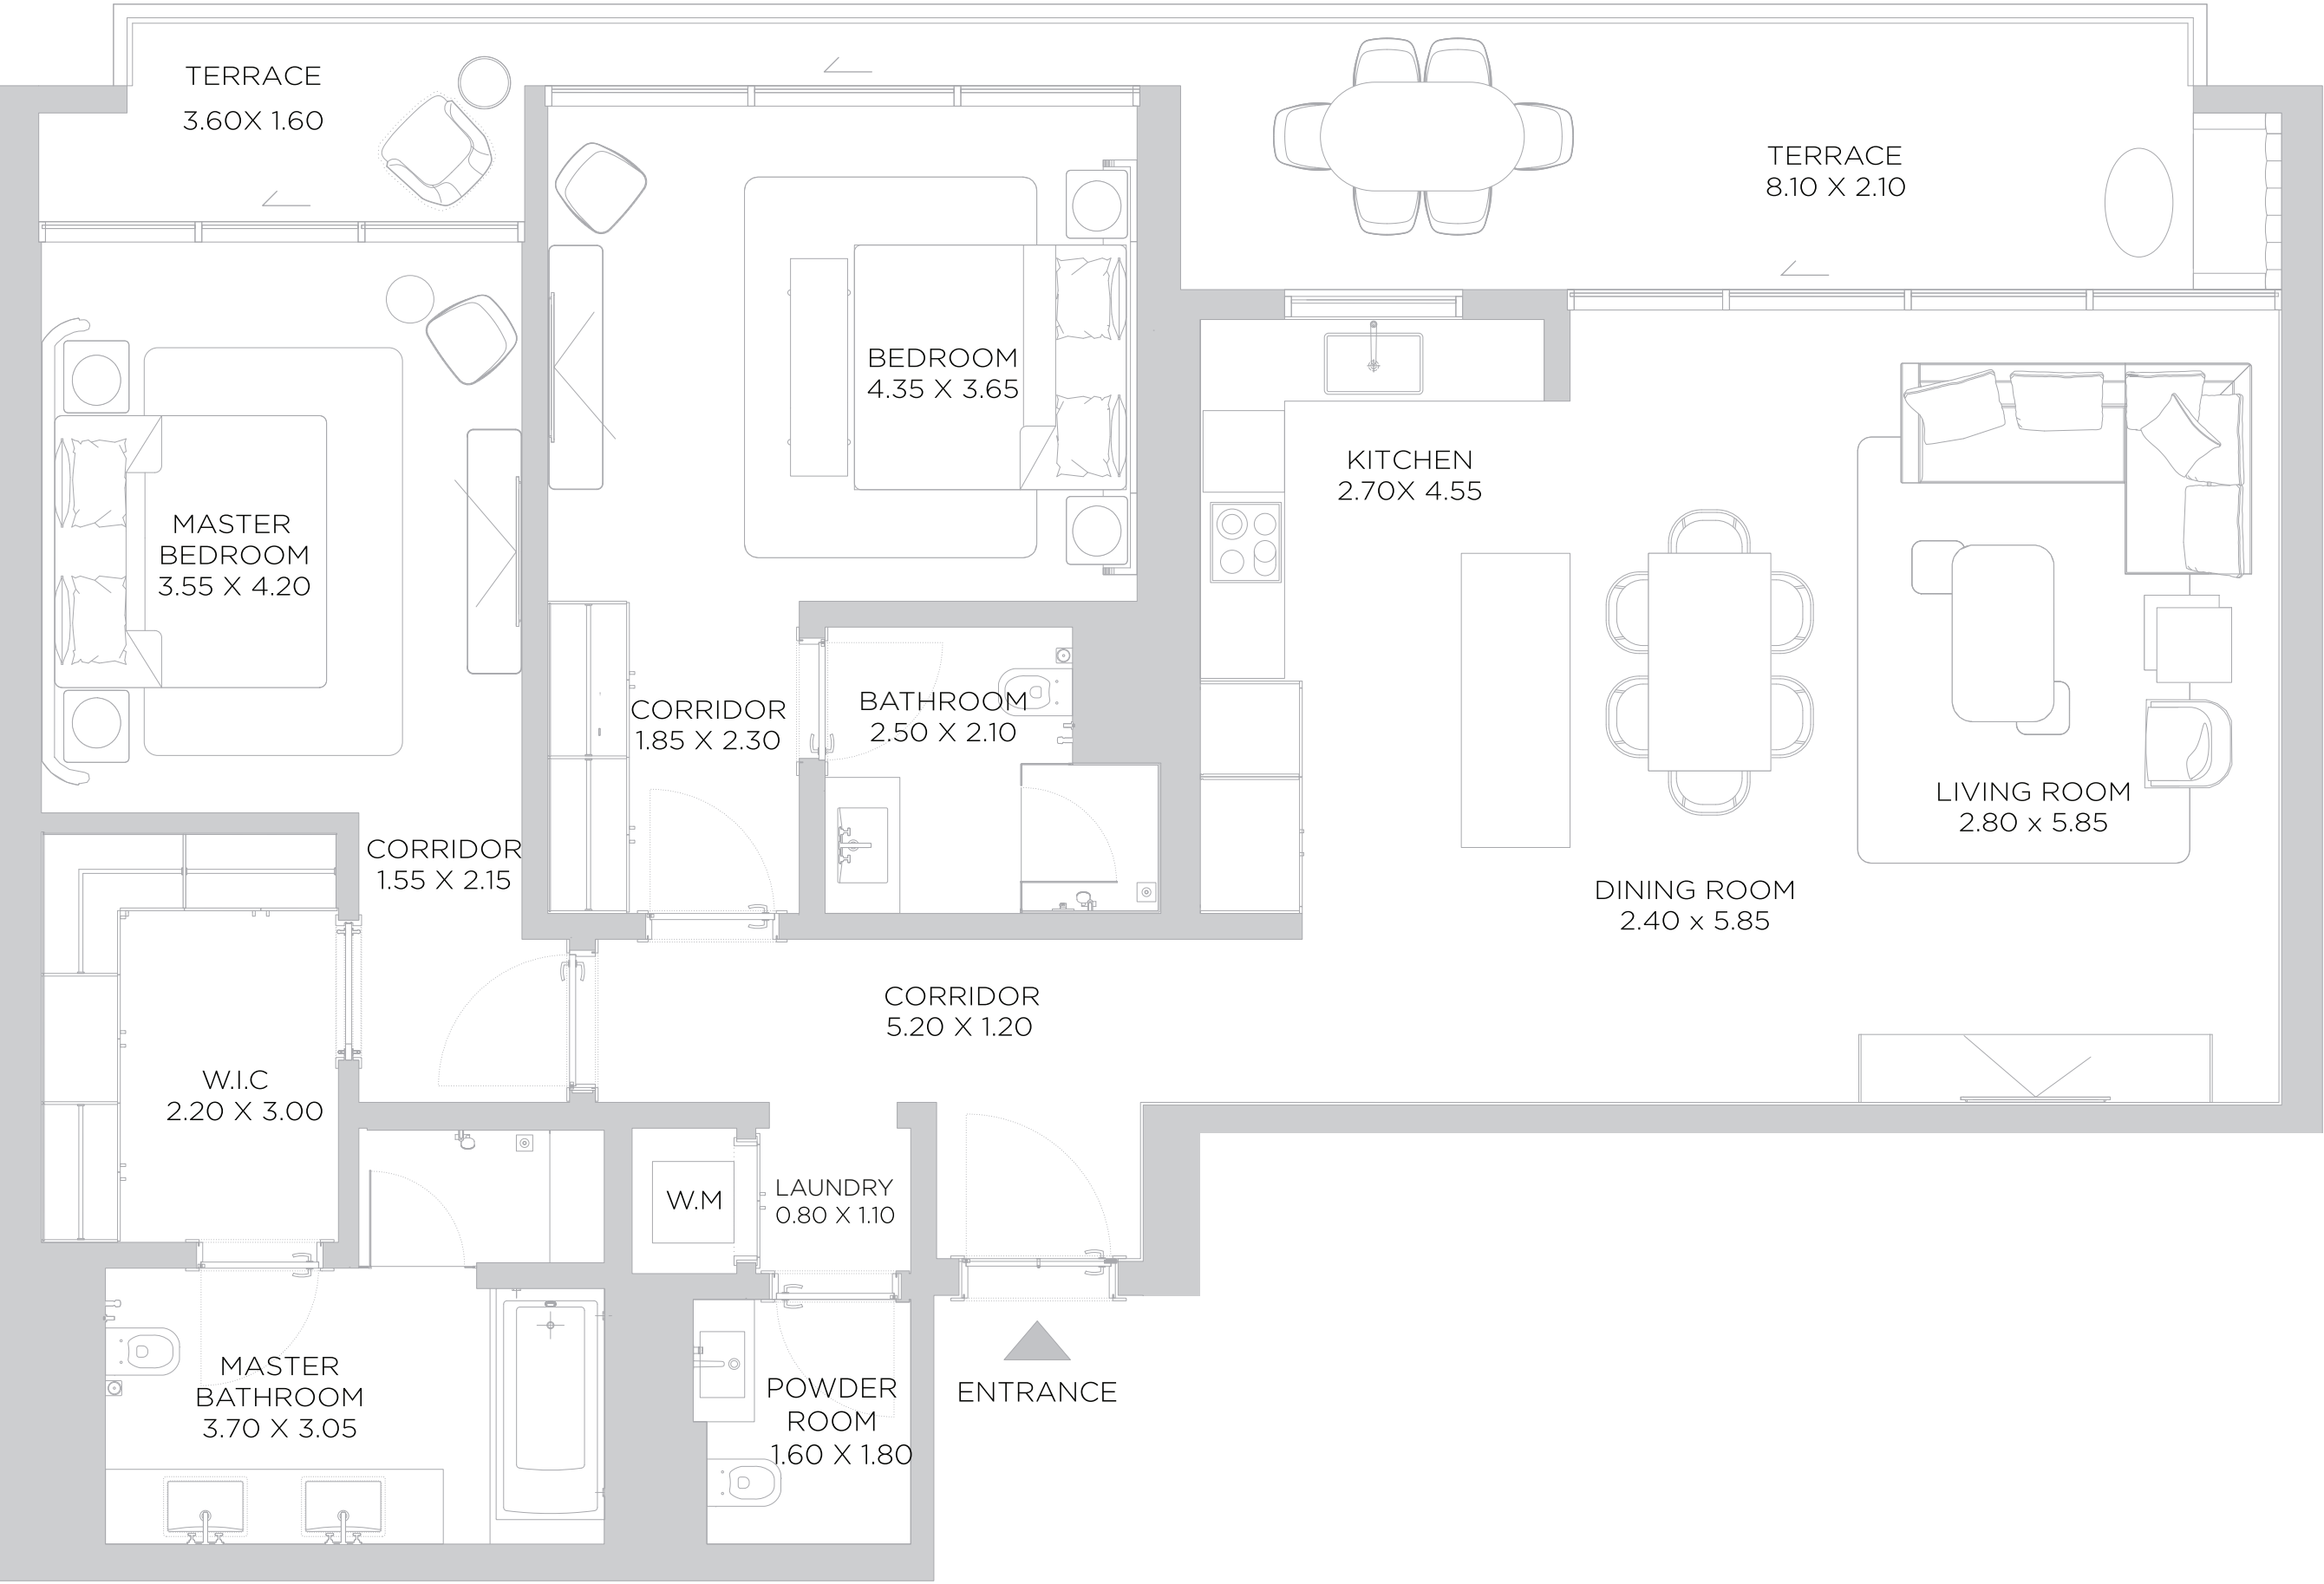 TERRACE
3.60X 1.60
TERRACE
8.10 X 2.10
BEDROOM
4.35 X 3.65
KITCHEN
2.70X 4.55
MASTER
BEDROOM
3.55 X 4.20
CORRIDOR
1.85 X 2.30
BATHROOM
2.50 X 2.10
LIVING ROOM
2.80 x 5.85
CORRIDOR
1.55 X 2.15
DINING ROOM
2.40 x 5.85
CORRIDOR
5.20 X 1.20
W.I.C
2.20 X 3.00
W.M
LAUNDRY
0.80 X 1.10
MASTER
BATHROOM
3.70 X 3.05
POWDER
ROOM
1.60 X 1.80
ENTRANCE